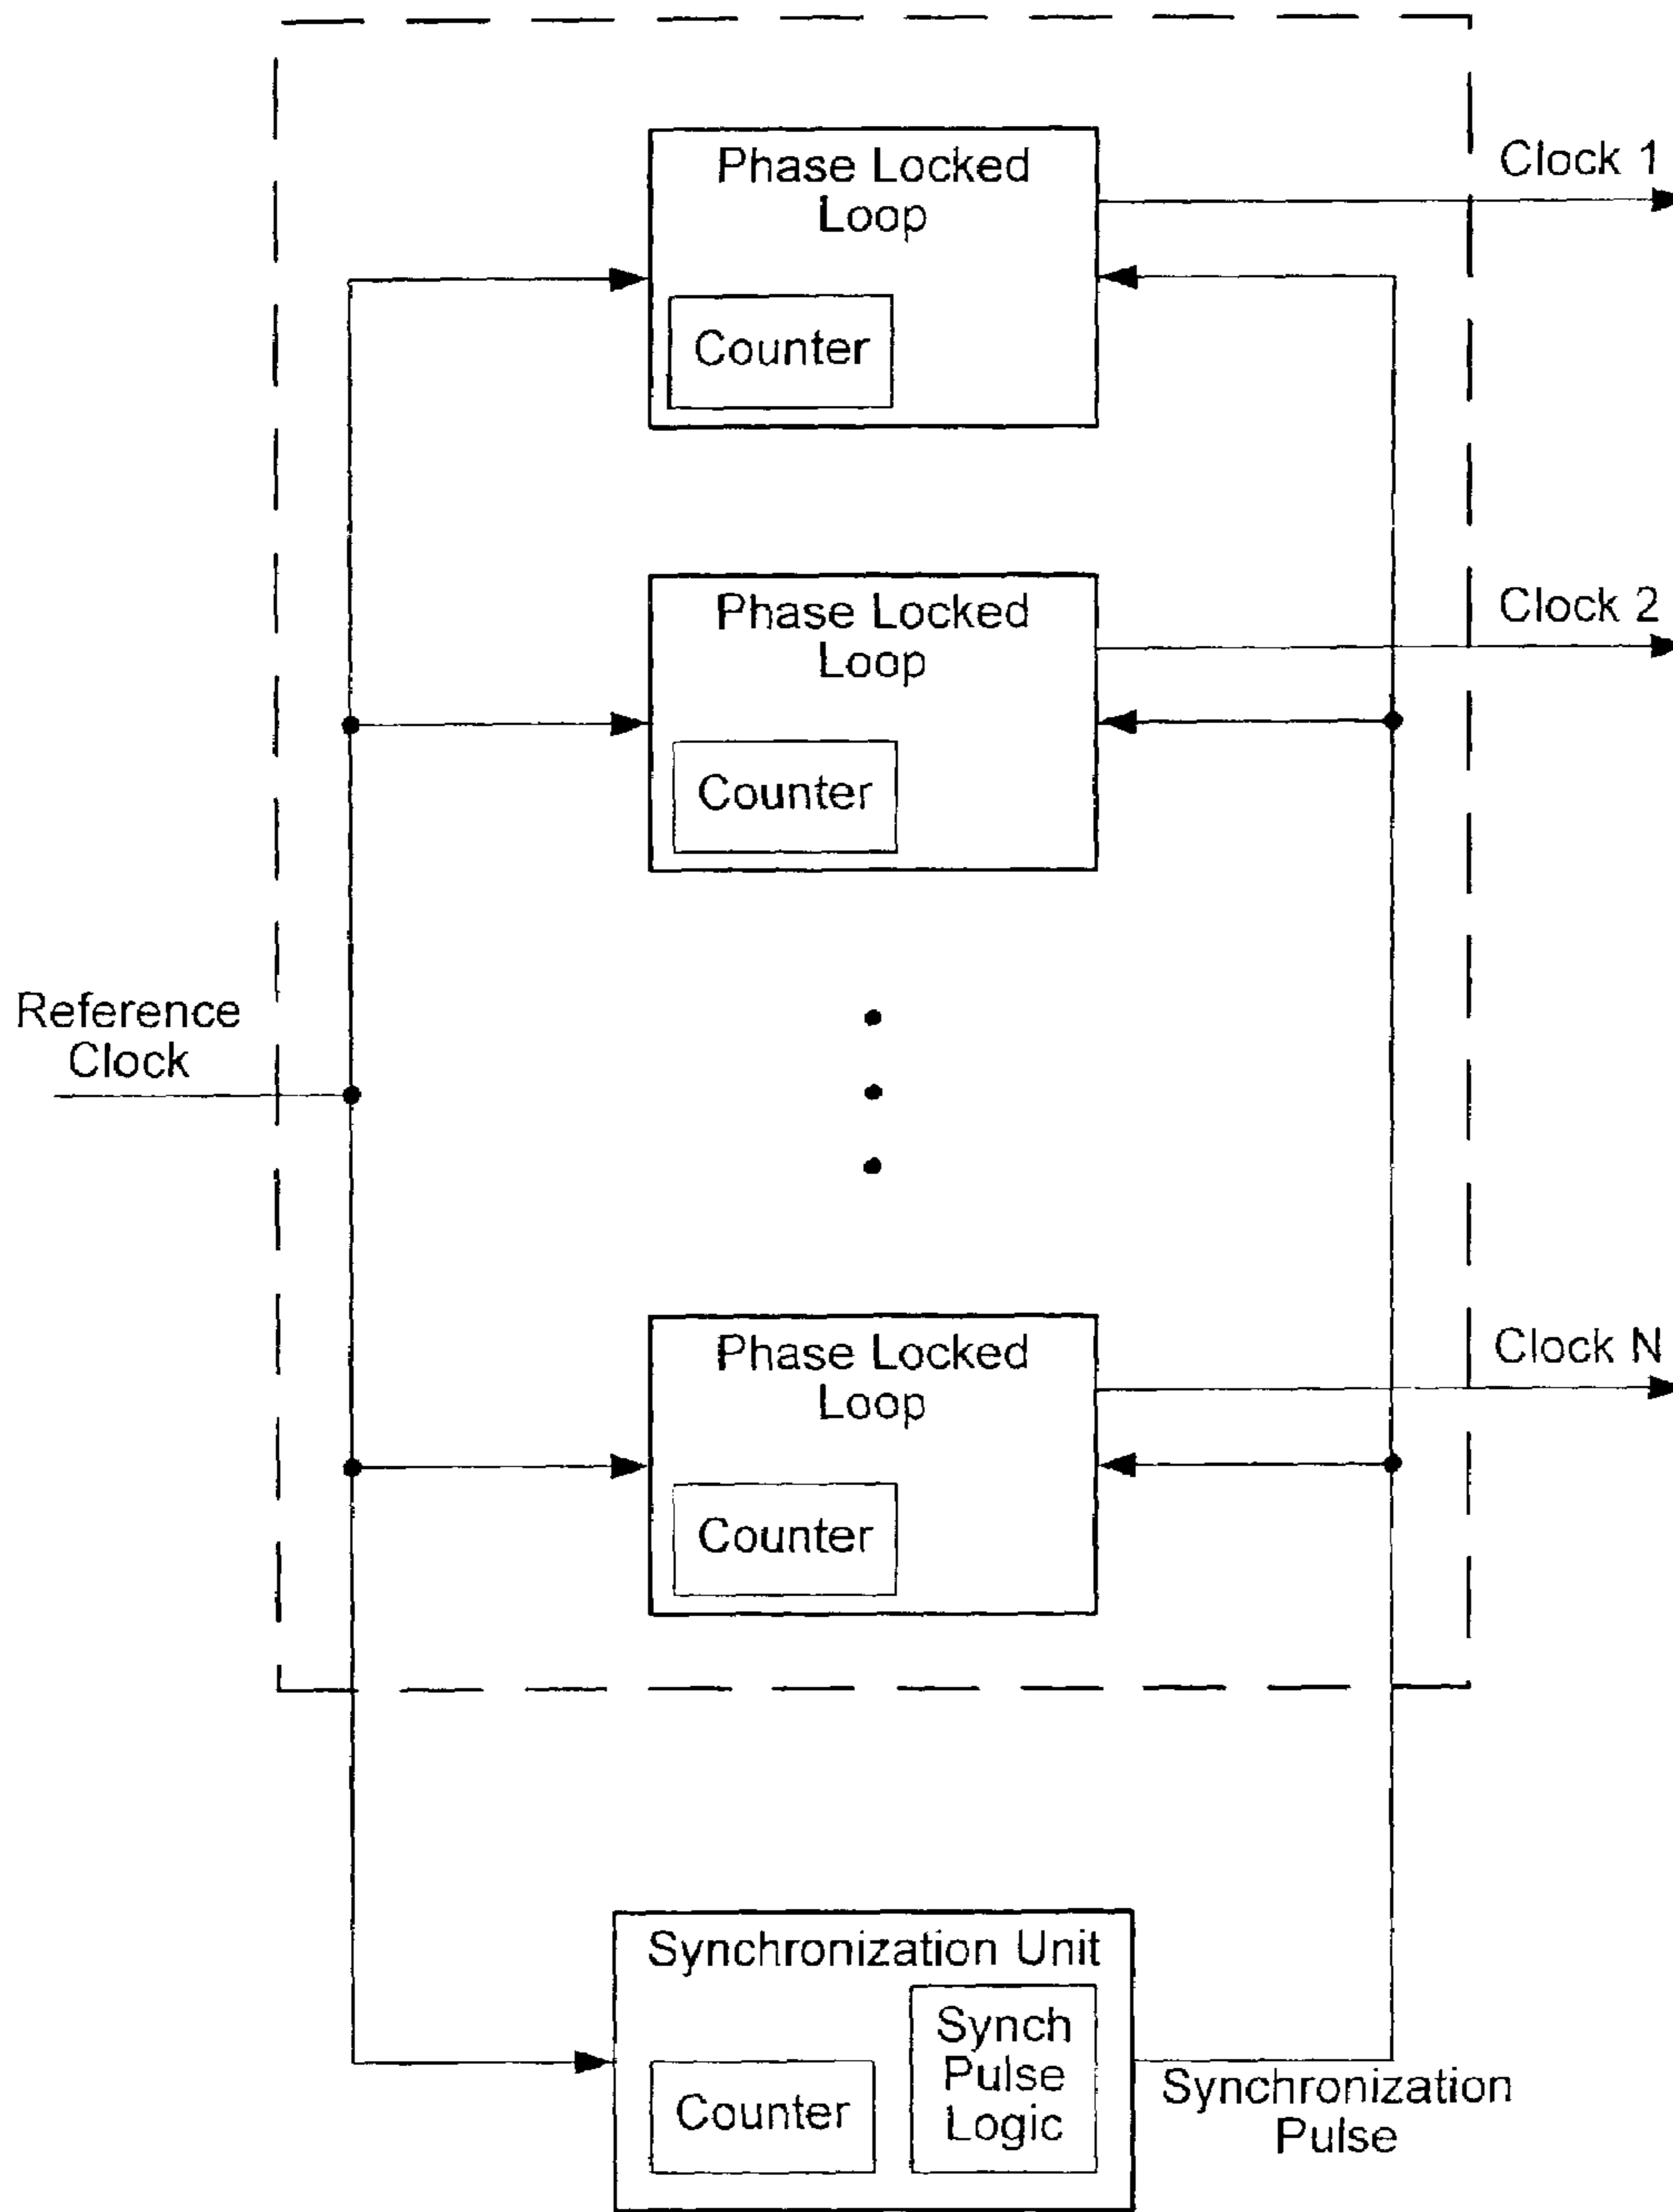 Phase Locked
Loop
Counter
Clock 1
Phase Locked
Loop
Counter
Clock 2
Reference
Clock
Phase Locked
Loop
Counter
Clock N
Synchronization Unit
Counter
Synch
Pulse
Logic
Synchronization
Pulse